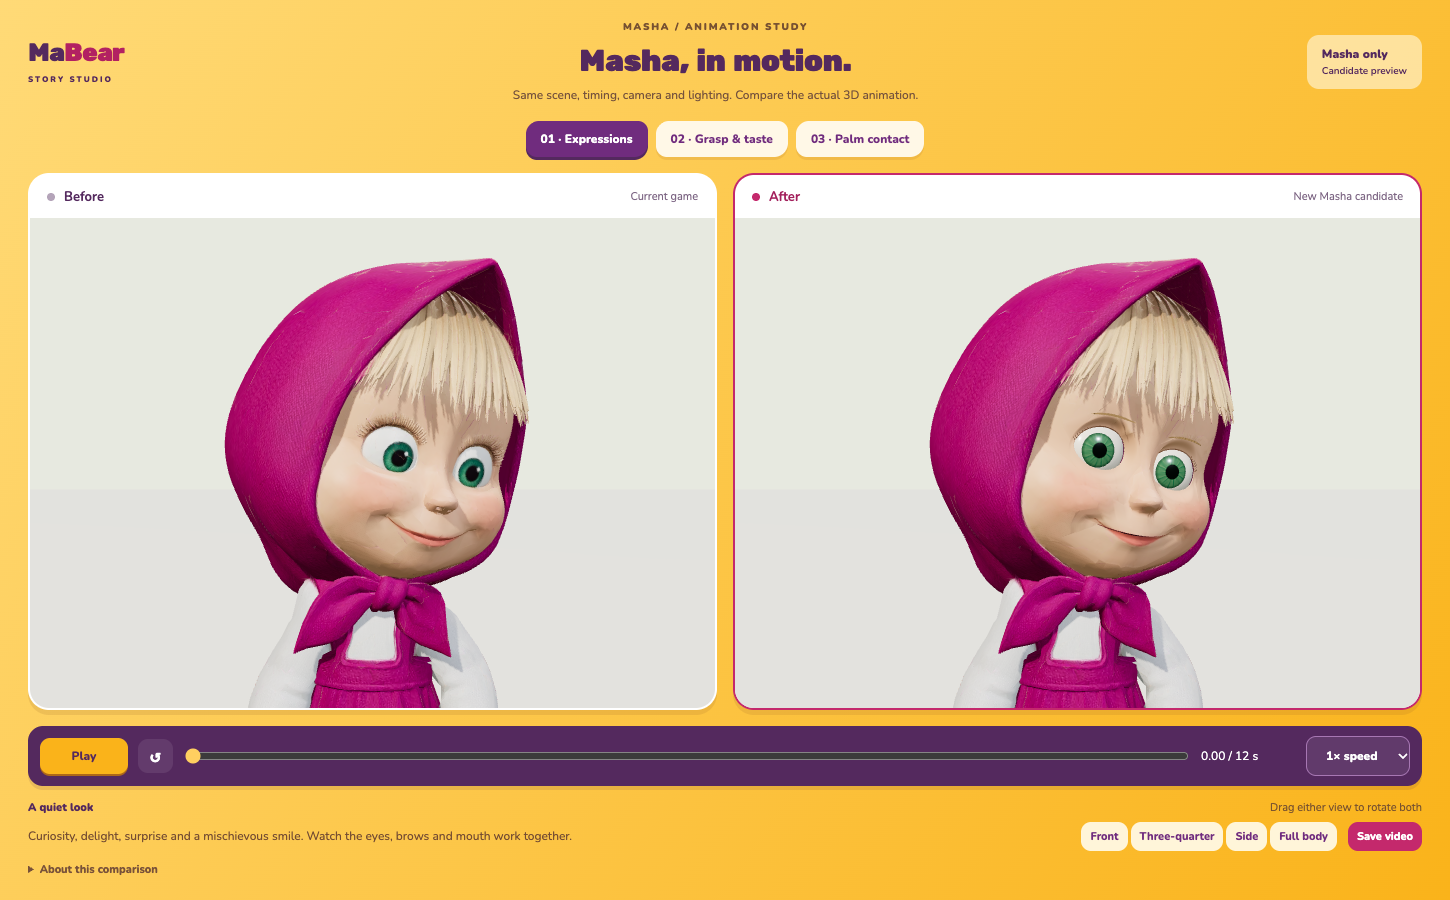 MASHA / ANIMATION STUDY
MaBear
STORY STUDIO
Masha, in motion.
Same scene, timing, camera and lighting. Compare the actual 3D animation.
Masha only
Candidate preview
01 · Expressions
02 · Grasp & taste
03 · Palm contact
Before
Current game
After
New Masha candidate
Play
0.00 / 12 s
1× speed
A quiet look
Drag either view to rotate both
Curiosity, delight, surprise and a mischievous smile. Watch the eyes, brows and mouth work together.
Front
Three-quarter
Side
Full body
Save video
About this comparison